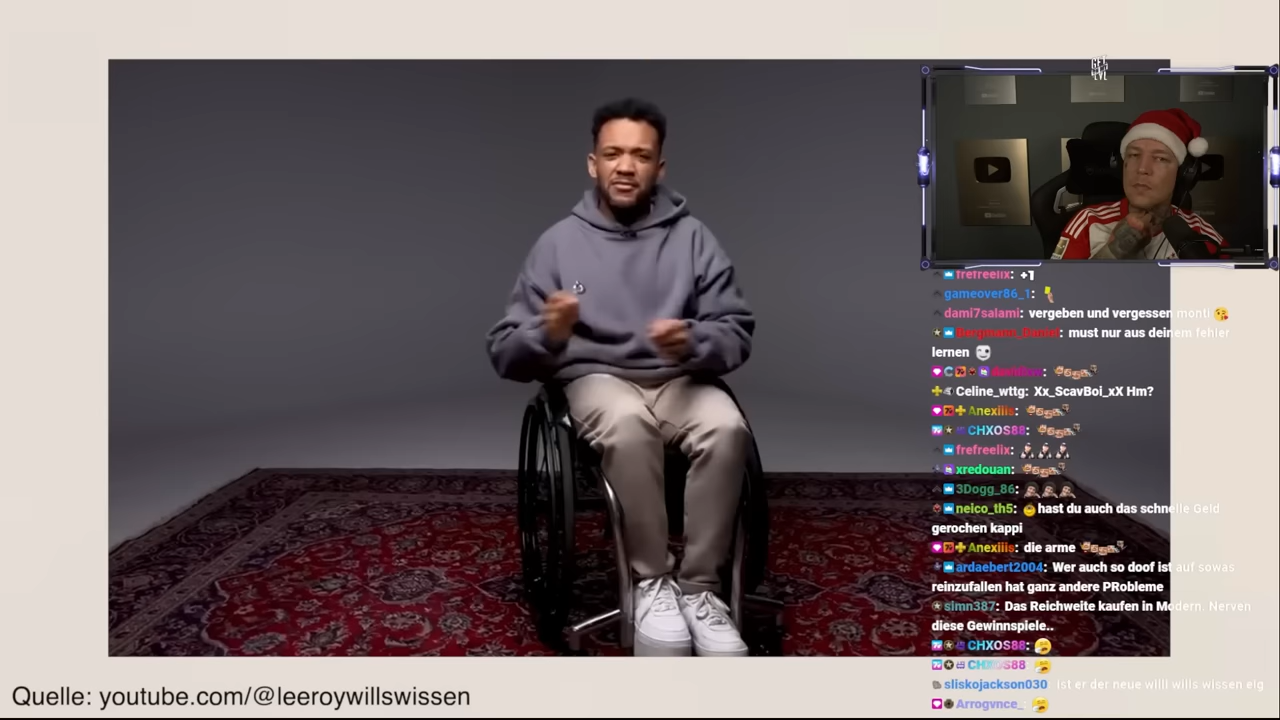 frefreelix: +1
gameover86_1:
dami7salami: vergeben und vergessen monti
: must nur aus deinem fehler
lernen
Celine_wttg: Xx_ScavBoi_xX Hm?
Anexiiis:
CHXOS88:
frefreelix:
xredouan:
3Dogg_86:
neico_th5: hast du auch das schnelle Geld
gerochen kappi
Anexiiis: die arme
ardaebert2004: Wer auch so doof ist auf sowas
reinzufallen hat ganz andere PRobleme
simn387: Das Reichweite kaufen in Modern. Nerven
diese Gewinnspiele..
CHXOS88:
CHXOS88
sliskojackson030 ist er der neue willi wills wissen eig
Arrogvnce_:
Quelle: youtube.com/@leeroywillswissen